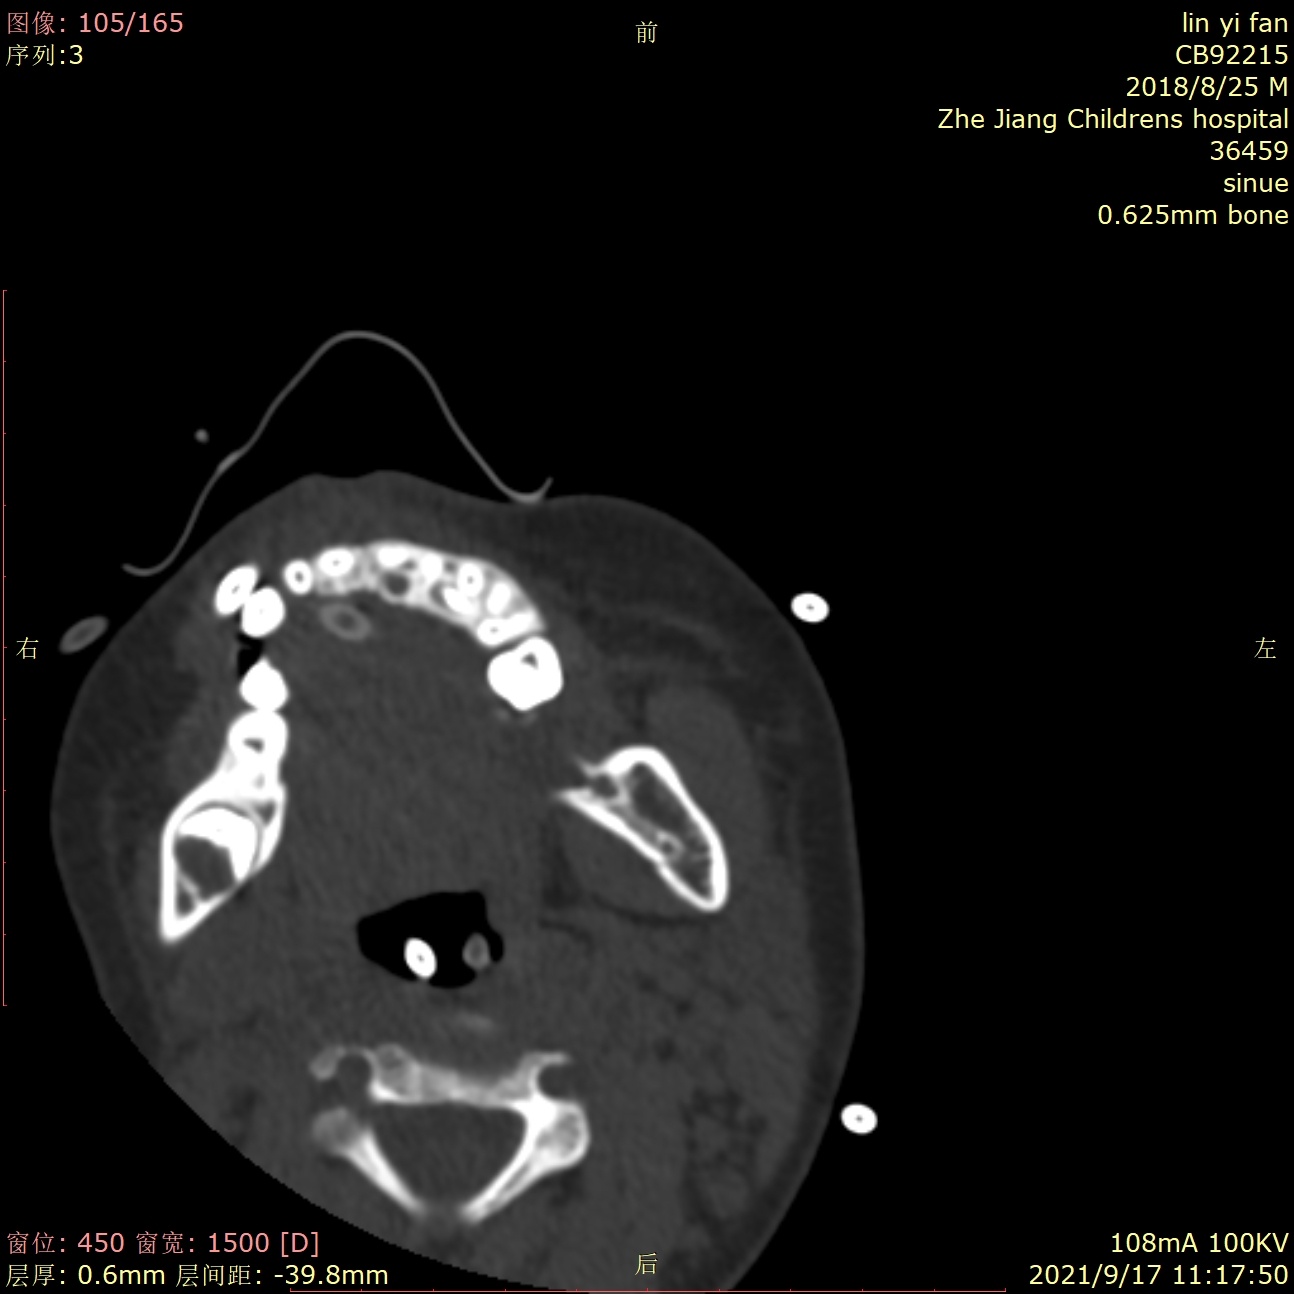 图像: 105/165
序列:3
前
lin yi fan
CB92215
2018/8/25 M
Zhe Jiang Childrens hospital
36459
sinue
0.625mm bone
右
左
窗位: 450 窗宽: 1500 [D]
层厚: 0.6mm 层间距: -39.8mm
后
108mA 100KV
2021/9/17 11:17:50